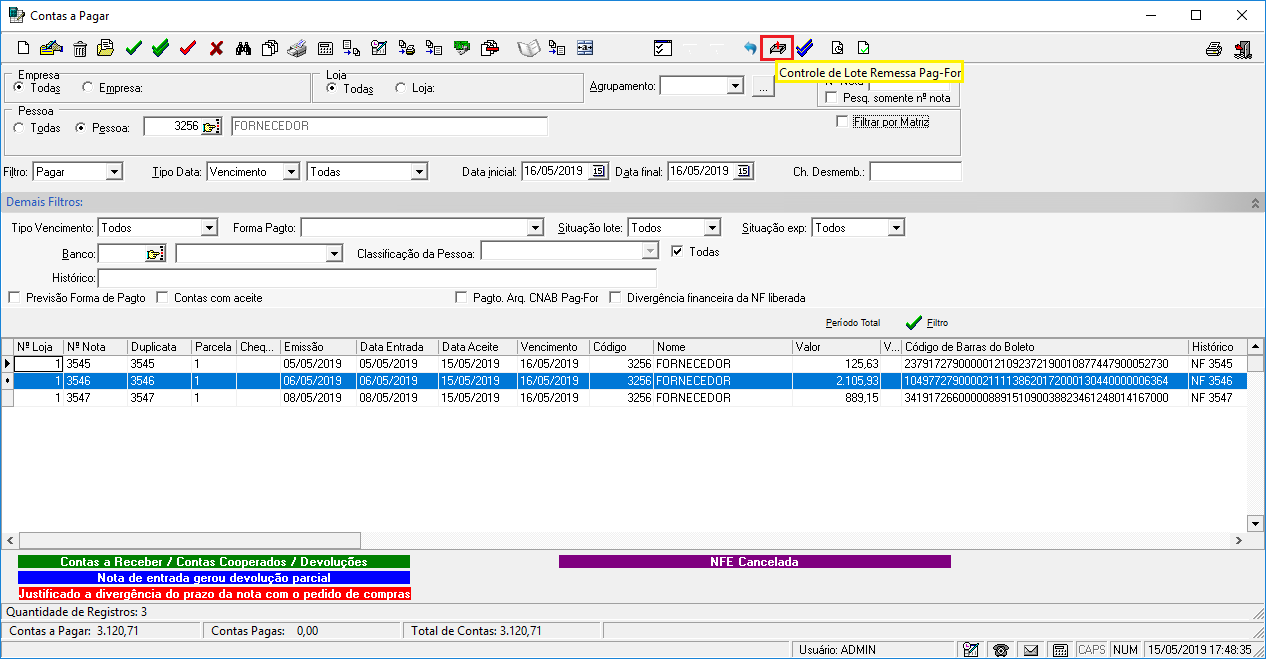 Contas a Pagar
Controle de Lote Remessa Pag-For
Empresa
Todas Empresa:
Loja
Todas Loja:
Agrupamento: ...
Pesq. somente nº nota
Pessoa
Todas Pessoa: 3256 FORNECEDOR
Filtrar por Matriz
Filtro: Pagar Tipo Data: Vencimento Todas Data inicial: 16/05/2019 15 Data final: 16/05/2019 15 Ch. Desmemb.:
Demais Filtros:
Tipo Vencimento: Todos Forma Pagto: Situação lote: Todos Situação exp: Todos
Banco: Classificação da Pessoa: Todas
Histórico:
Previsão Forma de Pagto Contas com aceite Pagto. Arq. CNAB Pag-For Divergência financeira da NF liberada
Período Total Filtro
Nº Loja Nº Nota Duplicata Parcela Cheq... Emissão Data Entrada Data Aceite Vencimento Código Nome Valor V... Código de Barras do Boleto Histórico
1 3545 3545 1 05/05/2019 05/05/2019 15/05/2019 16/05/2019 3256 FORNECEDOR 125,63 23791727900000121092372190010877447900052730 NF 3545
1 3546 3546 1 06/05/2019 06/05/2019 15/05/2019 16/05/2019 3256 FORNECEDOR 2.105,93 10497727900002111138620172000130440000006364 NF 3546
1 3547 3547 1 08/05/2019 08/05/2019 15/05/2019 16/05/2019 3256 FORNECEDOR 889,15 34191726600000889151090038823461248014167000 NF 3547
Contas a Receber / Contas Cooperados / Devoluções NFE Cancelada
Nota de entrada gerou devolução parcial
Justificado a divergência do prazo da nota com o pedido de compras
Quantidade de Registros: 3
Contas a Pagar: 3.120,71 Contas Pagas: 0,00 Total de Contas: 3.120,71
Usuário: ADMIN CAPS NUM 15/05/2019 17:48:35